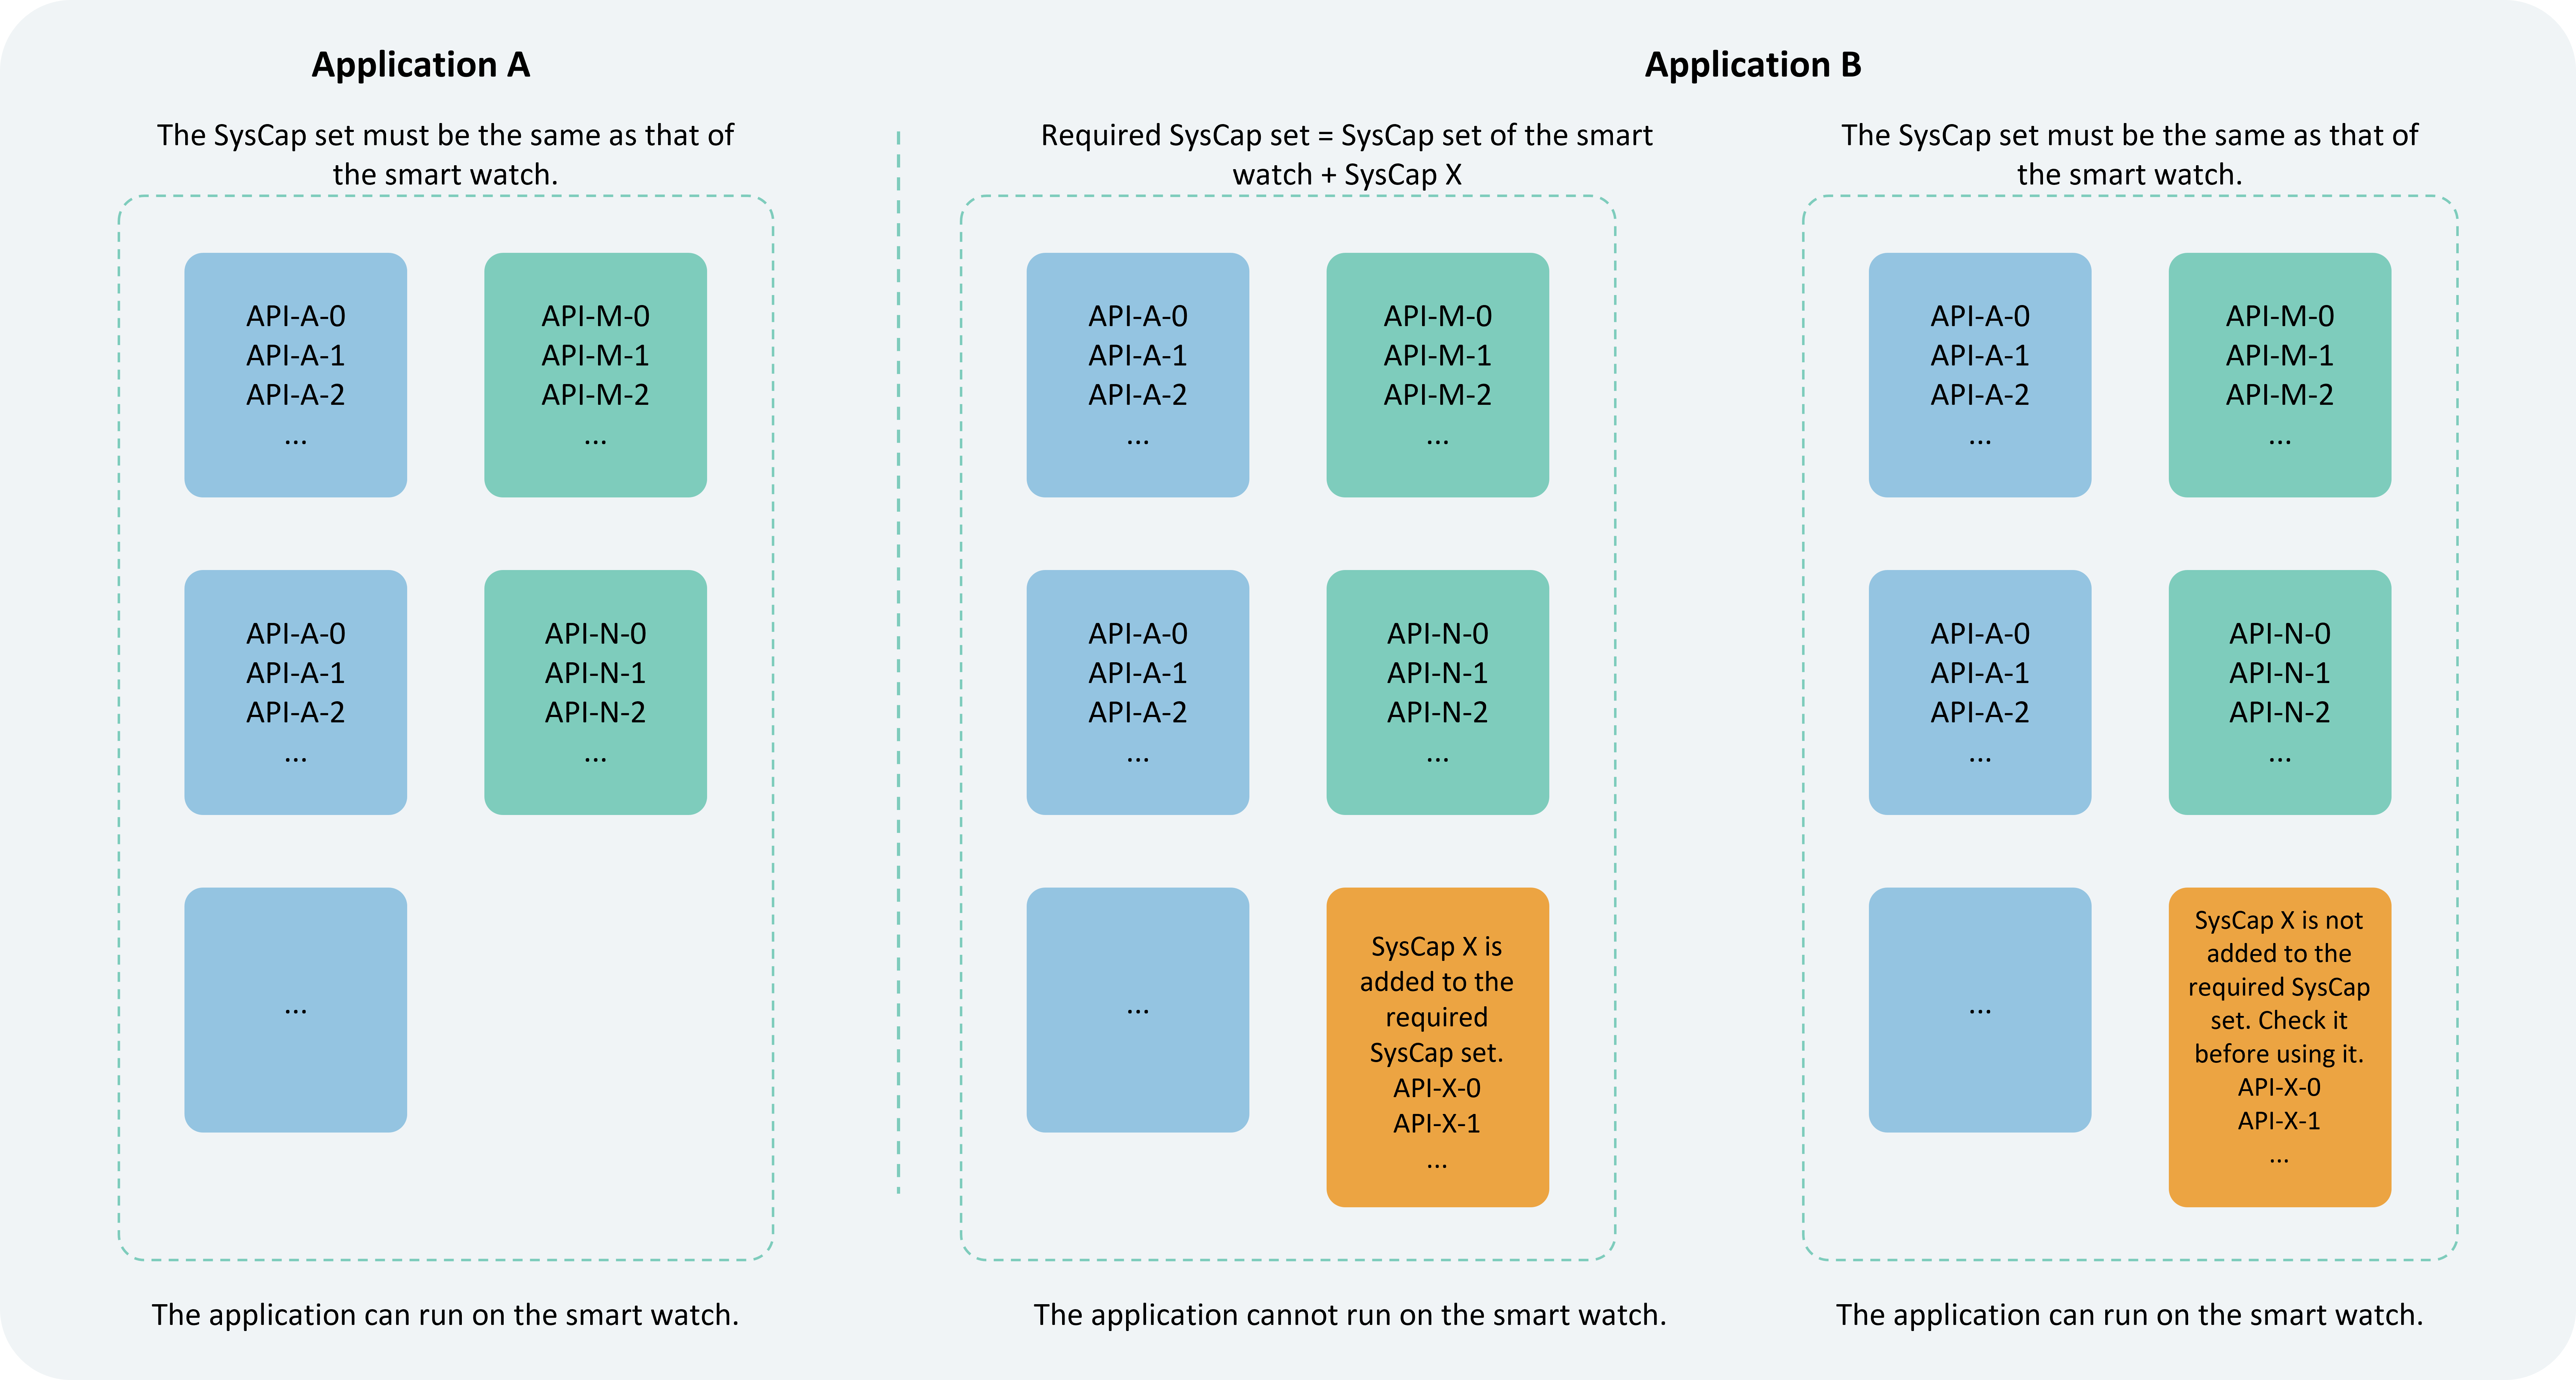 Application A
The SysCap set must be the same as that of
the smart watch.
API-A-0
API-A-1
API-A-2
...
API-M-0
API-M-1
API-M-2
...
API-A-0
API-A-1
API-A-2
...
API-N-0
API-N-1
API-N-2
...
...
The application can run on the smart watch.
Application B
Required SysCap set = SysCap set of the smart
watch + SysCap X
API-A-0
API-A-1
API-A-2
...
API-M-0
API-M-1
API-M-2
...
API-A-0
API-A-1
API-A-2
...
API-N-0
API-N-1
API-N-2
...
...
SysCap X is
added to the
required
SysCap set.
API-X-0
API-X-1
...
The application cannot run on the smart watch.
The SysCap set must be the same as that of
the smart watch.
API-A-0
API-A-1
API-A-2
...
API-M-0
API-M-1
API-M-2
...
API-A-0
API-A-1
API-A-2
...
API-N-0
API-N-1
API-N-2
...
...
SysCap X is not
added to the
required SysCap
set. Check it
before using it.
API-X-0
API-X-1
...
The application can run on the smart watch.